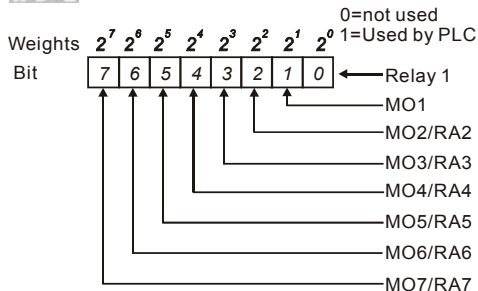 0=not used
Weights 2^7 2^6 2^5 2^4 2^3 2^2 2^1 2^0 1=Used by PLC
Bit 7 6 5 4 3 2 1 0 Relay 1
MO1
MO2/RA2
MO3/RA3
MO4/RA4
MO5/RA5
MO6/RA6
MO7/RA7